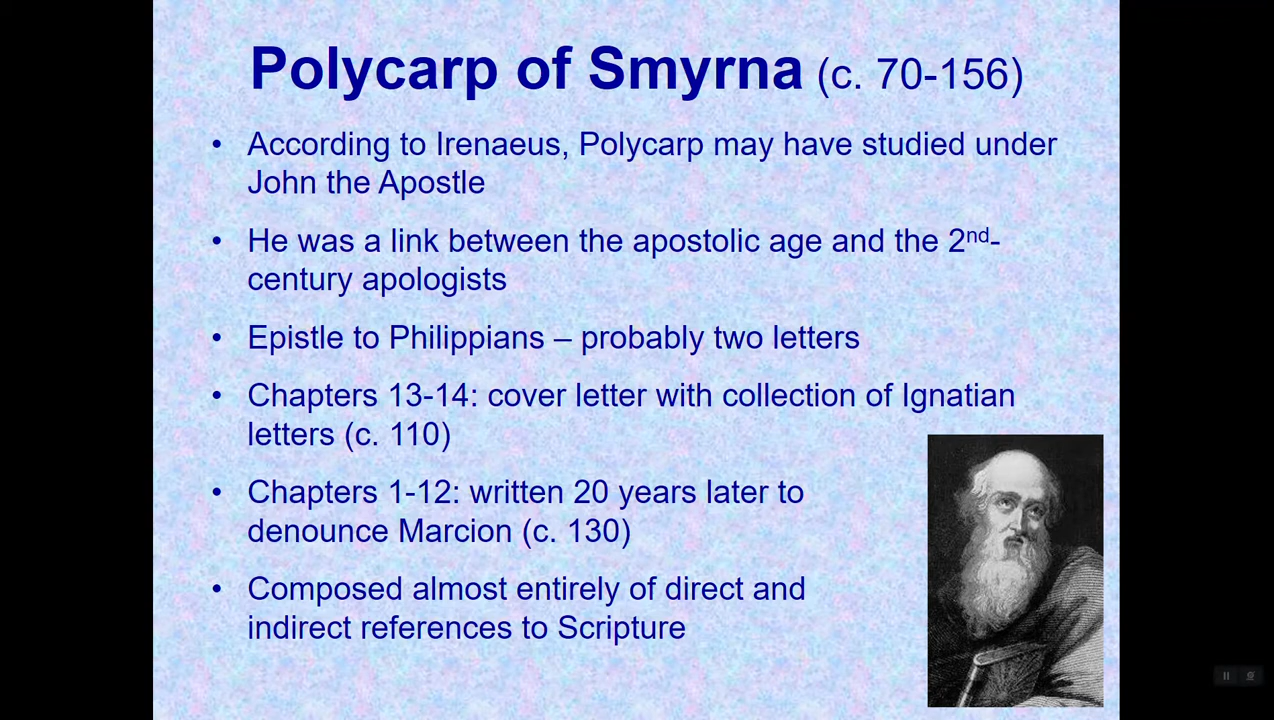 Polycarp of Smyrna (c. 70-156)
• According to Irenaeus, Polycarp may have studied under
John the Apostle
• He was a link between the apostolic age and the 2nd-
century apologists
• Epistle to Philippians – probably two letters
• Chapters 13-14: cover letter with collection of Ignatian
letters (c. 110)
• Chapters 1-12: written 20 years later to
denounce Marcion (c. 130)
• Composed almost entirely of direct and
indirect references to Scripture